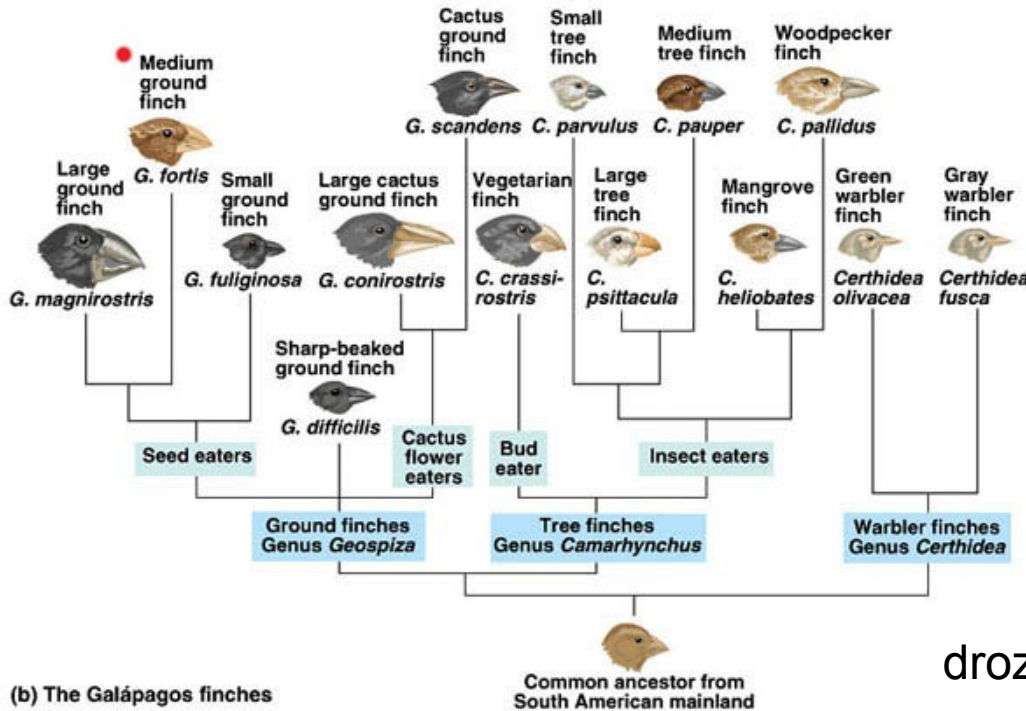 Cactus
ground
finch
G. scandens
Small
tree
finch
C. parvulus
Medium
tree finch
C. pauper
Woodpecker
finch
C. pallidus
Medium
ground
finch
G. fortis
Large
ground
finch
G. magnirostris
Small
ground
finch
G. fuliginosa
Large cactus
ground finch
G. conirostris
Vegetarian
finch
C. crassi-
rostris
Large
tree
finch
C.
psittacula
Mangrove
finch
C.
heliobates
Green
warbler
finch
Certhidea
olivacea
Gray
warbler
finch
Certhidea
fusca
Sharp-beaked
ground finch
G. difficilis
Seed eaters
Cactus
flower
eaters
Bud
eater
Insect eaters
Ground finches
Genus Geospiza
Tree finches
Genus Camarhynchus
Warbler finches
Genus Certhidea
Common ancestor from
South American mainland
droz
(b) The Galápagos finches